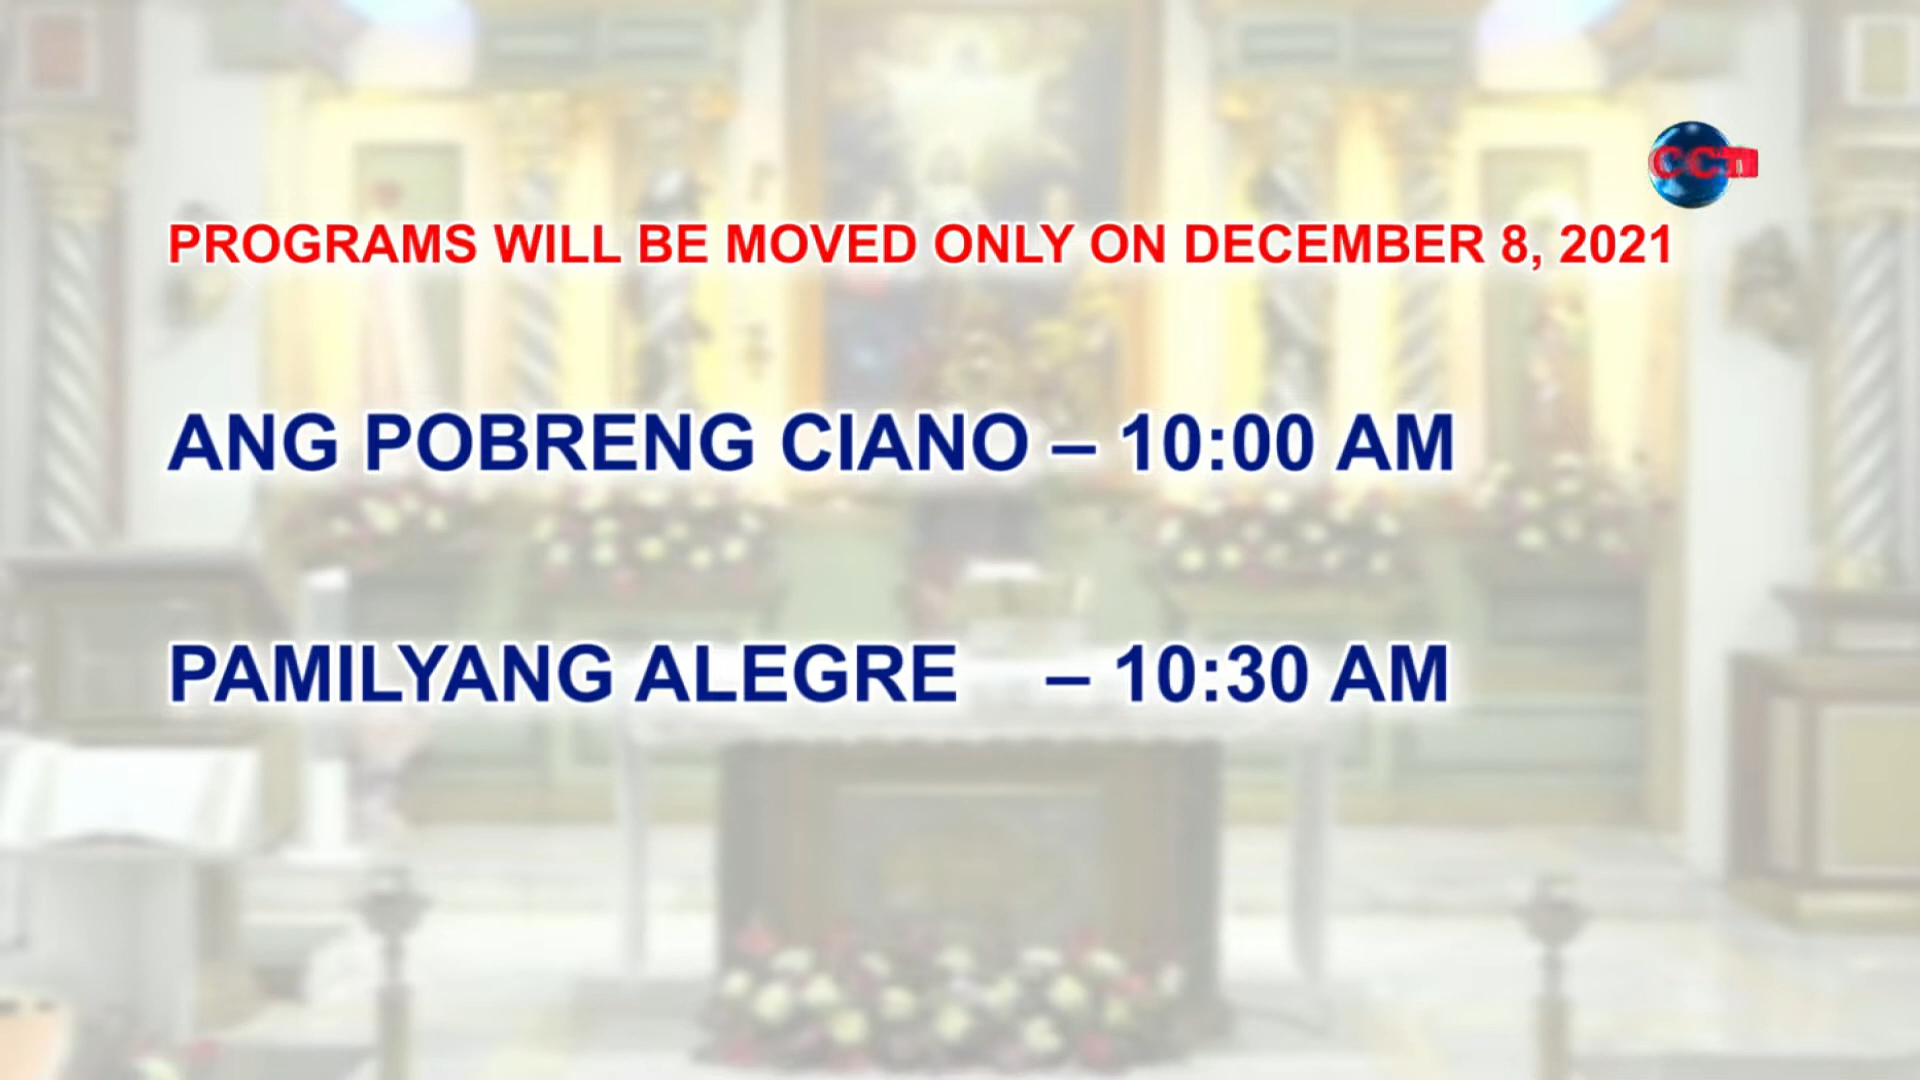 CCTN
PROGRAMS WILL BE MOVED ONLY ON DECEMBER 8, 2021
ANG POBRENG CIANO – 10:00 AM
PAMILYANG ALEGRE – 10:30 AM